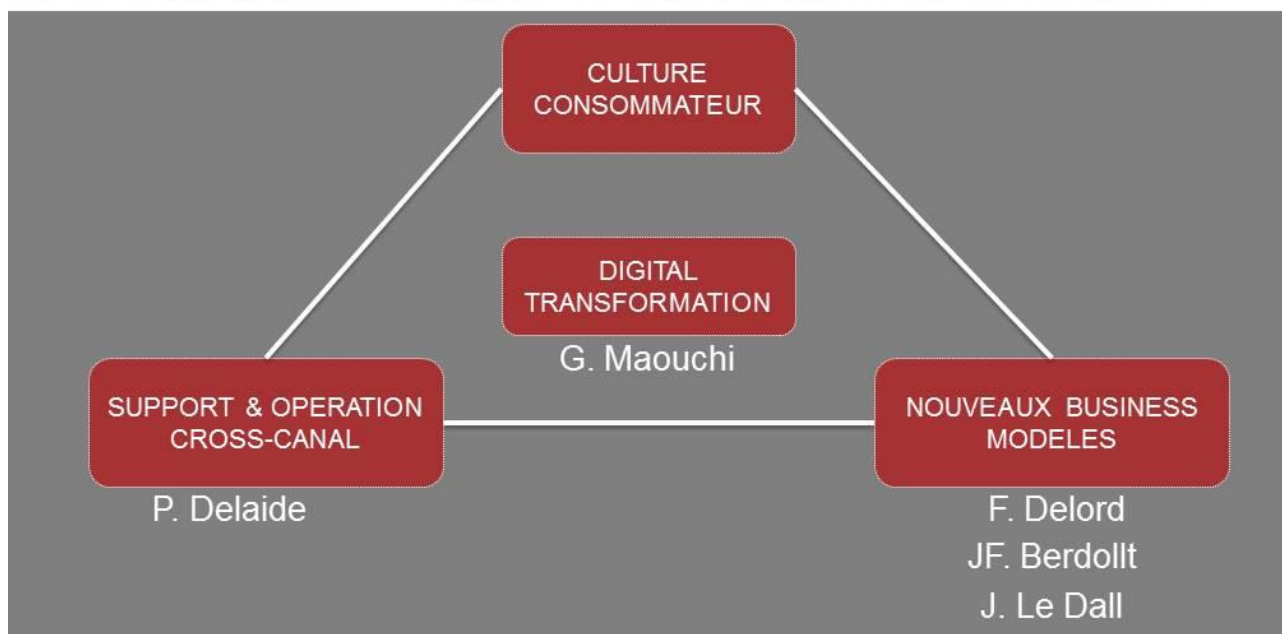 CULTURE
CONSOMMATEUR
DIGITAL
TRANSFORMATION
G. Maouchi
SUPPORT & OPERATION
CROSS-CANAL
P. Delaide
NOUVEAUX BUSINESS
MODELES
F. Delord
JF. Berdollt
J. Le Dall